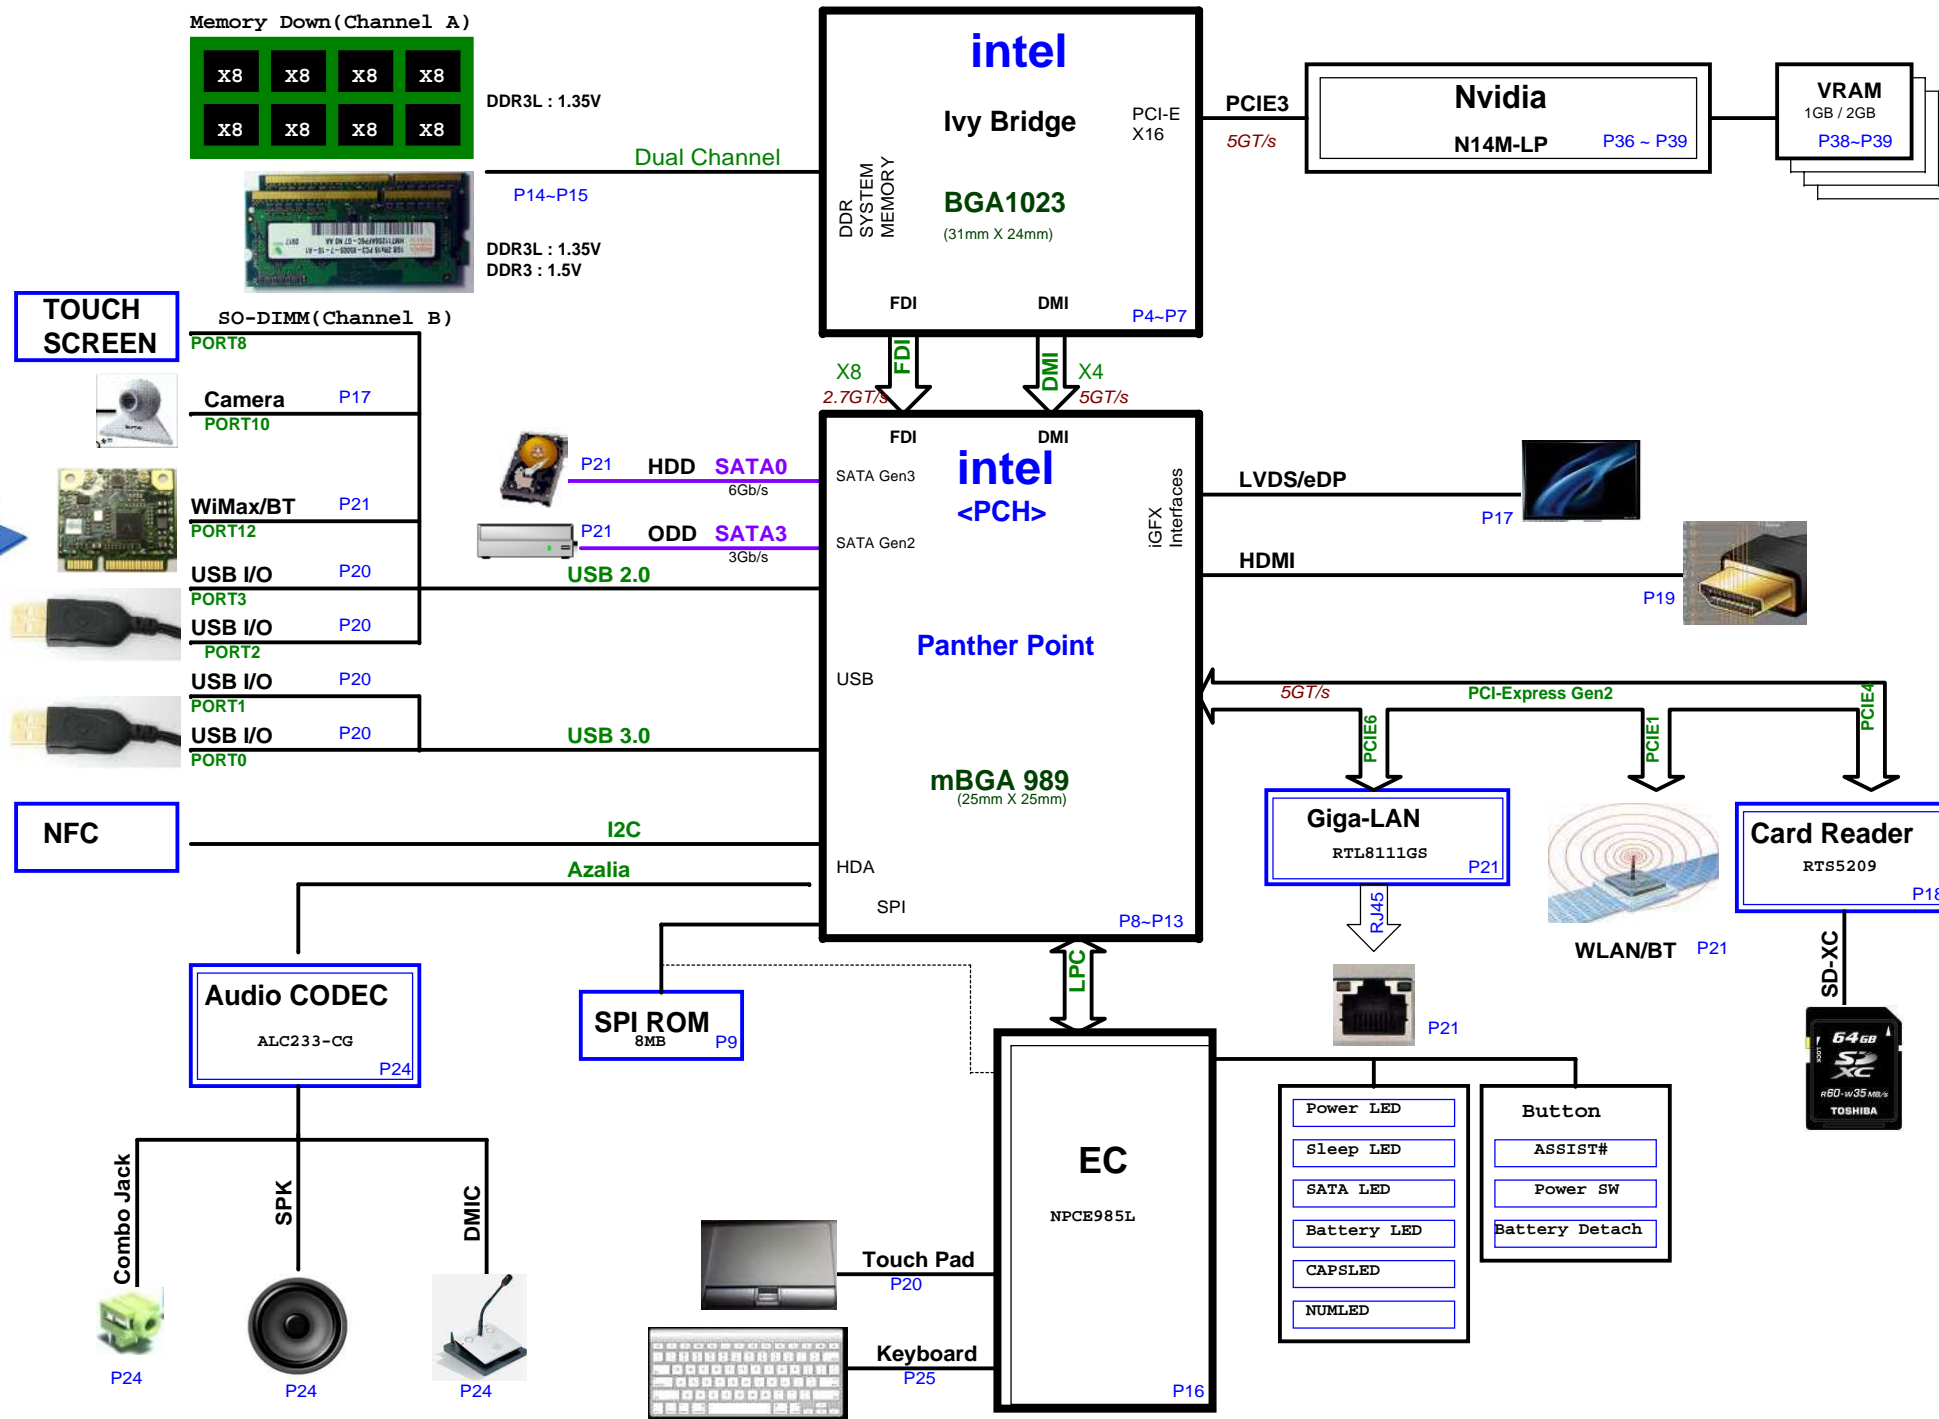 Memory Down(Channel A)
X8 X8 X8 X8
X8 X8 X8 X8
DDR3L : 1.35V
Dual Channel
P14~P15
DDR3L : 1.35V
DDR3 : 1.5V
SO-DIMM(Channel B)
intel
Ivy Bridge
PCI-E
X16
DDR
SYSTEM
MEMORY
BGA1023
(31mm X 24mm)
FDI
DMI
P4~P7
PCIE3
5GT/s
Nvidia
N14M-LP
P36 ~ P39
VRAM
1GB / 2GB
P38~P39
X8
FDI
2.7GT/s
DMI
X4
5GT/s
TOUCH
SCREEN
PORT8
Camera
P17
PORT10
WiMax/BT
P21
PORT12
USB I/O
P20
PORT3
USB I/O
P20
PORT2
USB I/O
P20
PORT1
USB I/O
P20
PORT0
USB 2.0
USB 3.0
P21
HDD
SATA0
6Gb/s
P21
ODD
SATA3
3Gb/s
FDI
DMI
SATA Gen3
intel
<PCH>
SATA Gen2
iGFX
Interfaces
Panther Point
USB
mBGA 989
(25mm X 25mm)
HDA
SPI
P8~P13
LVDS/eDP
P17
HDMI
P19
5GT/s
PCI-Express Gen2
PCIE6
PCIE1
PCIE4
NFC
I2C
Azalia
Giga-LAN
RTL8111GS
P21
RJ45
P21
WLAN/BT
P21
Card Reader
RTS5209
P18
SD-XC
64GB
LOCK
SD
XC
R60-W35 MB/s
TOSHIBA
Audio CODEC
ALC233-CG
P24
Combo Jack
SPK
DMIC
P24
P24
P24
SPI ROM
8MB
P9
LPC
EC
NPCE985L
P16
Touch Pad
P20
Keyboard
P25
Power LED
Sleep LED
SATA LED
Battery LED
CAPSLED
NUMLED
Button
ASSIST#
Power SW
Battery Detach